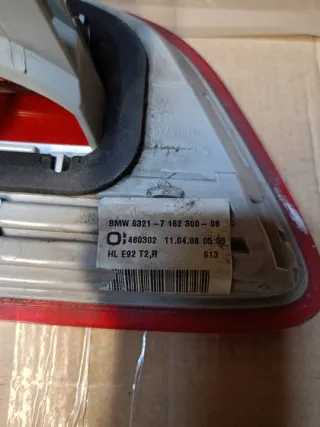 BMW 6321-7 162 300-08
480302 11.04.08 05:03
HL E92 T2,R 613